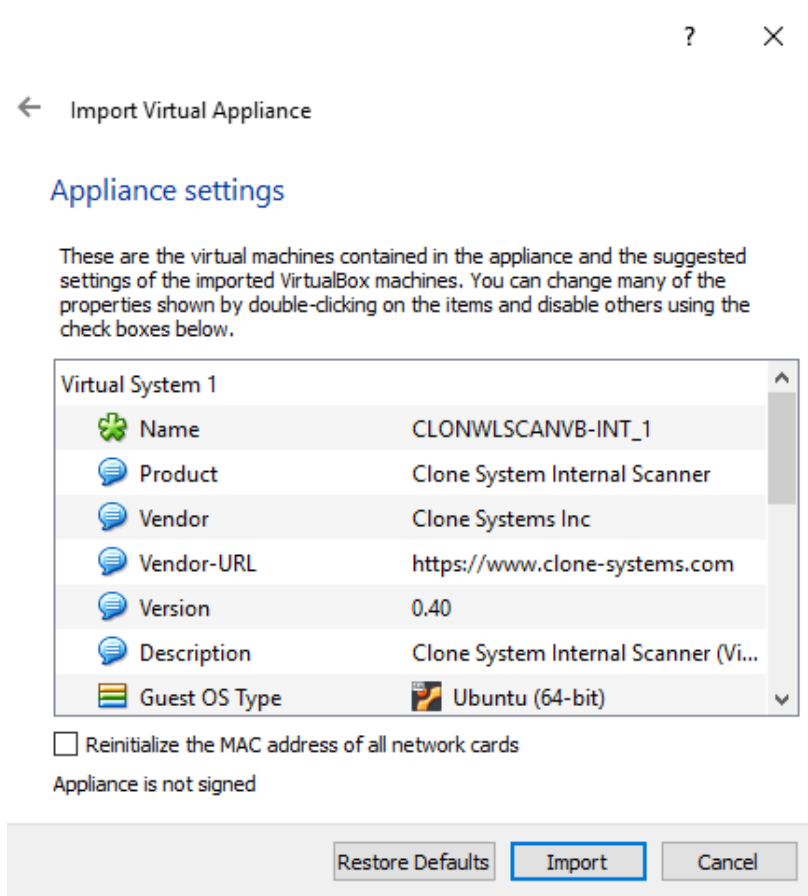 ?
Import Virtual Appliance
Appliance settings
These are the virtual machines contained in the appliance and the suggested
settings of the imported VirtualBox machines. You can change many of the
properties shown by double-clicking on the items and disable others using the
check boxes below.
Virtual System 1
Name CLONWLSCANVB-INT_1
Product Clone System Internal Scanner
Vendor Clone Systems Inc
Vendor-URL https://www.clone-systems.com
Version 0.40
Description Clone System Internal Scanner (Vi...
Guest OS Type Ubuntu (64-bit)
Reinitialize the MAC address of all network cards
Appliance is not signed
Restore Defaults Import Cancel